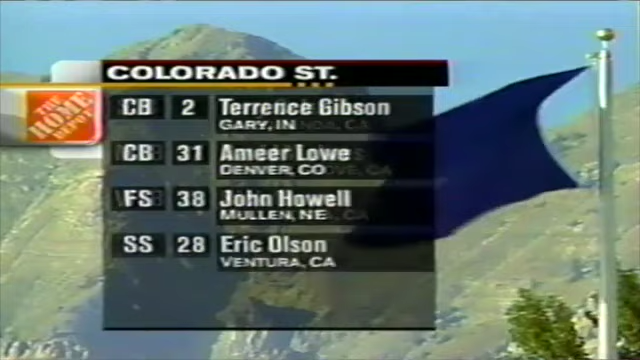 COLORADO ST.
THE HOME DEPOT
CB 2 Terrence Gibson
GARY, IN
CB 31 Ameer Lowe
DENVER, CO
FS 38 John Howell
MULLEN, NE
SS 28 Eric Olson
VENTURA, CA